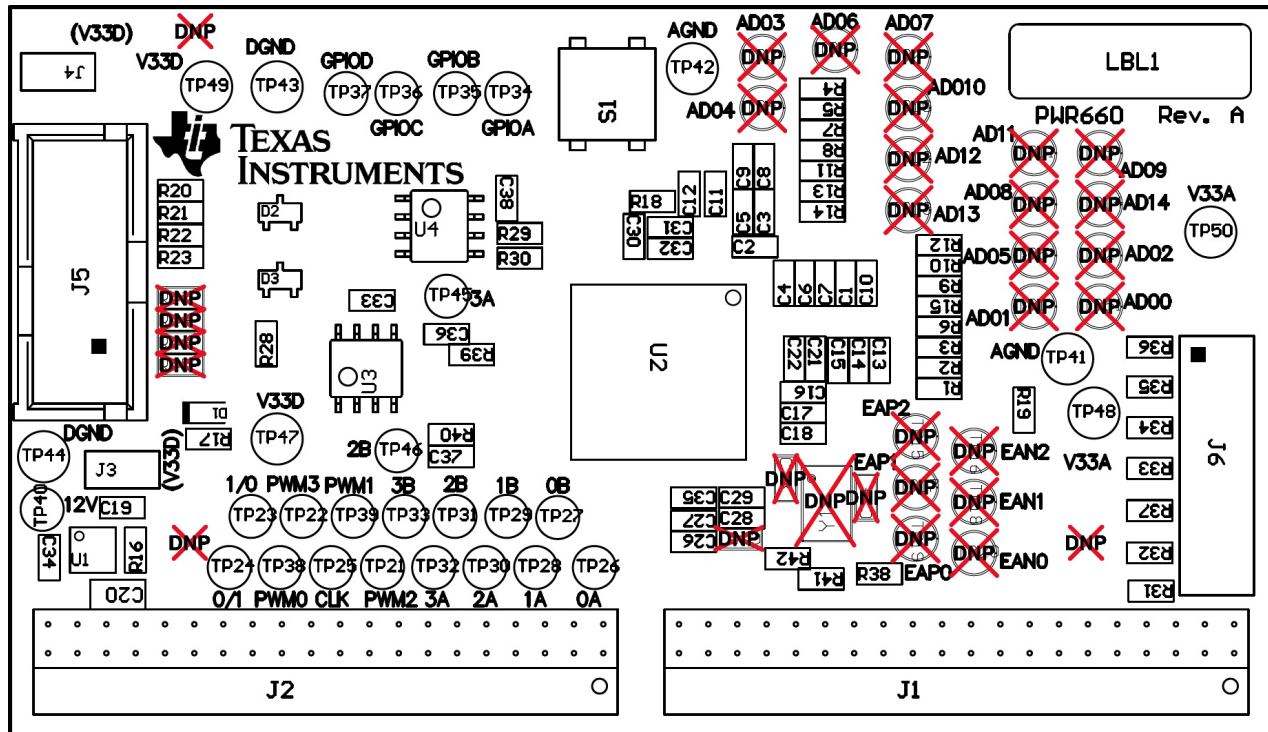 (V33D)
DNP
J4
V33D
TP49
DGND
TP43
GPIOD
TP37
TP36
GPIOC
GPIOB
TP35
TP34
GPIOA
S1
AGND
TP42
AD03
DNP
AD06
DNP
AD07
DNP
LBL1
PWR660 Rev. A
AD04
DNP
R4
R5
R7
R8
R11
R13
R14
DNP
AD010
DNP
AD12
DNP
AD13
AD11
DNP
DNP
AD09
AD08
DNP
DNP
AD14
AD05
DNP
DNP
AD02
AD01
DNP
DNP
AD00
V33A
TP50
TEXAS
INSTRUMENTS
J5
R20
R21
R22
R23
DNP
DNP
DNP
DNP
D2
D3
R28
U4
C38
R29
R30
TP45
3A
C33
U3
C36
R39
R18
C30
C31
C32
C12
C11
C9
C8
C5
C3
C2
U2
C4
C6
C7
C1
C10
R12
R10
R9
R15
R6
R3
R2
R1
C22
C21
C15
C14
C13
C16
C17
C18
AGND
TP41
R19
TP48
V33A
R36
R35
R34
R33
R37
R32
R31
J6
D1
R17
V33D
TP47
2B
TP46
R40
C37
DGND
TP44
J3
(V33D)
TP40
12V
C19
C34
U1
R16
C20
DNP
1/0 PWM3 PWM1 3B 2B 1B 0B
TP23 TP22 TP39 TP33 TP31 TP29 TP27
TP24 TP38 TP25 TP21 TP32 TP30 TP28 TP26
0/1 PWM0 CLK PWM2 3A 2A 1A 0A
C35
C29
C27
C28
C26
DNP
DNP
DNP
DNP
EAP2
DNP
EAP1
DNP
DNP
EAP0
DNP
EAN2
DNP
EAN1
DNP
EAN0
DNP
R42
R41
R38
J2
J1